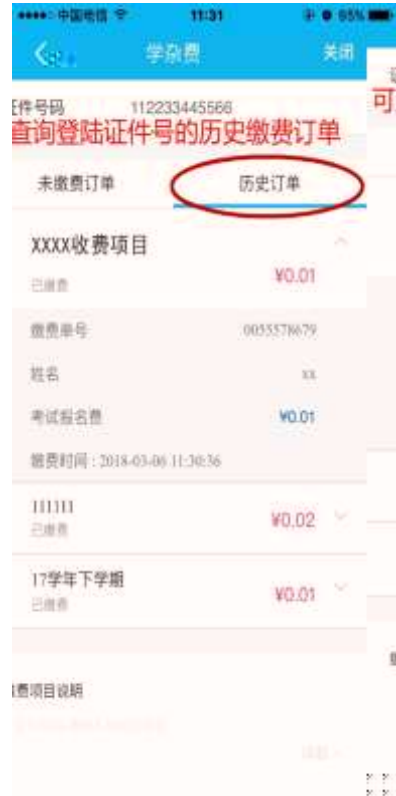 中国电信 11:31 65%
学杂费 关闭
证件号码 112233445566
查询登陆证件号的历史缴费订单
可
未缴费订单 历史订单
XXXX收费项目
已缴费 ¥0.01
缴费单号 0055578679
姓名 xx
考试报名费 ¥0.01
缴费时间 : 2018-03-06 11:30:36
111111
已缴费 ¥0.02
17学年下学期
已缴费 ¥0.01
费项目说明